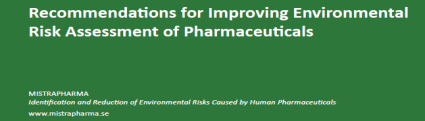 Recommendations for Improving Environmental
Risk Assessment of Pharmaceuticals
MISTRAPHARMA
Identification and Reduction of Environmental Risks Caused by Human Pharmaceuticals
www.mistrapharma.se